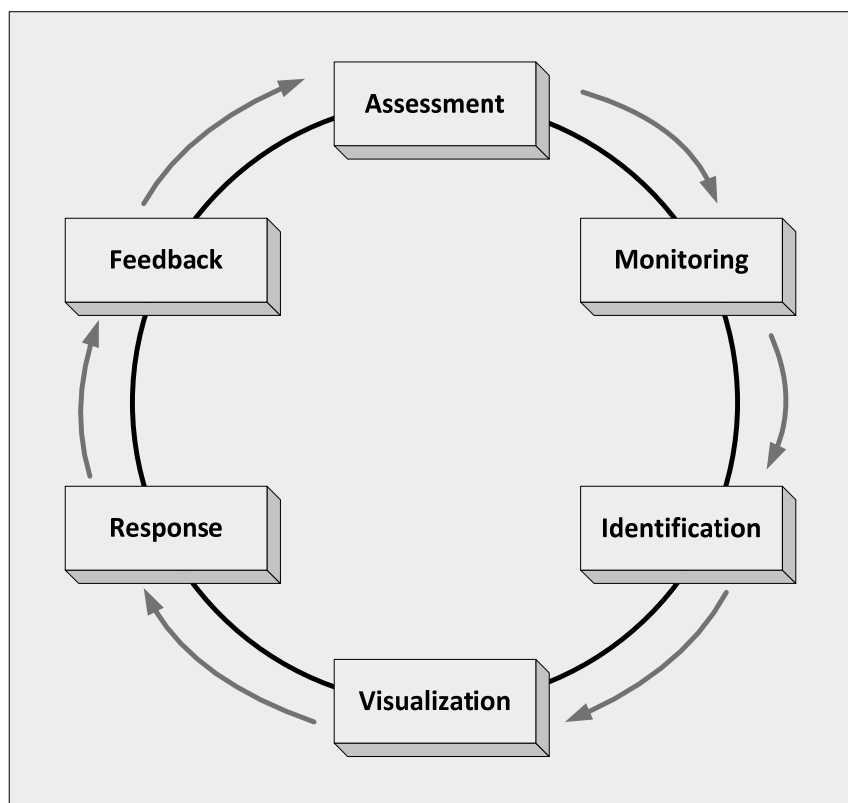 Assessment
Monitoring
Identification
Visualization
Response
Feedback